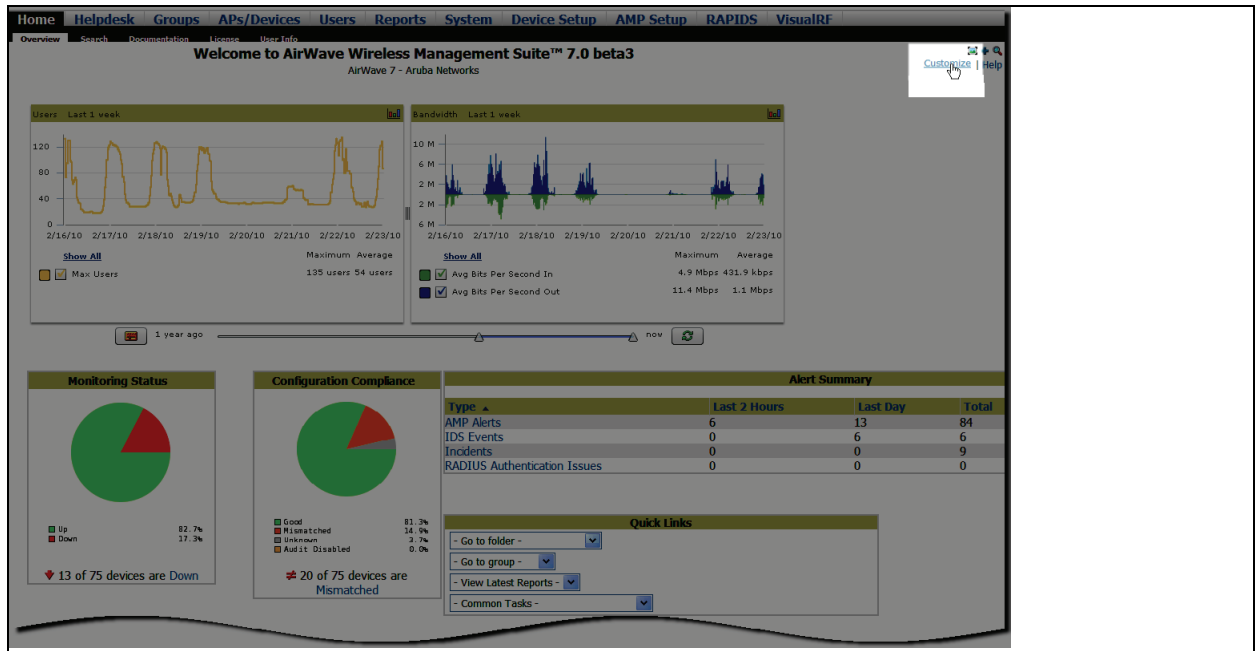 Home Helpdesk Groups APs/Devices Users Reports System Device Setup AMP Setup RAPIDS VisualRF
Overview Search Documentation License User Info
Welcome to AirWave Wireless Management Suite™ 7.0 beta3
AirWave 7 - Aruba Networks
Customize | Help
Users Last 1 week
120
80
40
0
2/16/10 2/17/10 2/18/10 2/19/10 2/20/10 2/21/10 2/22/10 2/23/10
Show All Maximum Average
Max Users 135 users 54 users
Bandwidth Last 1 week
10 M
6 M
2 M
2 M
6 M
2/16/10 2/17/10 2/18/10 2/19/10 2/20/10 2/21/10 2/22/10 2/23/10
Show All Maximum Average
Avg Bits Per Second In 4.9 Mbps 431.9 kbps
Avg Bits Per Second Out 11.4 Mbps 1.1 Mbps
1 year ago now
Monitoring Status
Up 82.7%
Down 17.3%
13 of 75 devices are Down
Configuration Compliance
Good 81.3%
Mismatched 14.9%
Unknown 3.7%
Audit Disabled 0.0%
20 of 75 devices are
Mismatched
Alert Summary
Type Last 2 Hours Last Day Total
AMP Alerts 6 13 84
IDS Events 0 6 6
Incidents 0 0 9
RADIUS Authentication Issues 0 0 0
Quick Links
- Go to folder -
- Go to group -
- View Latest Reports -
- Common Tasks -